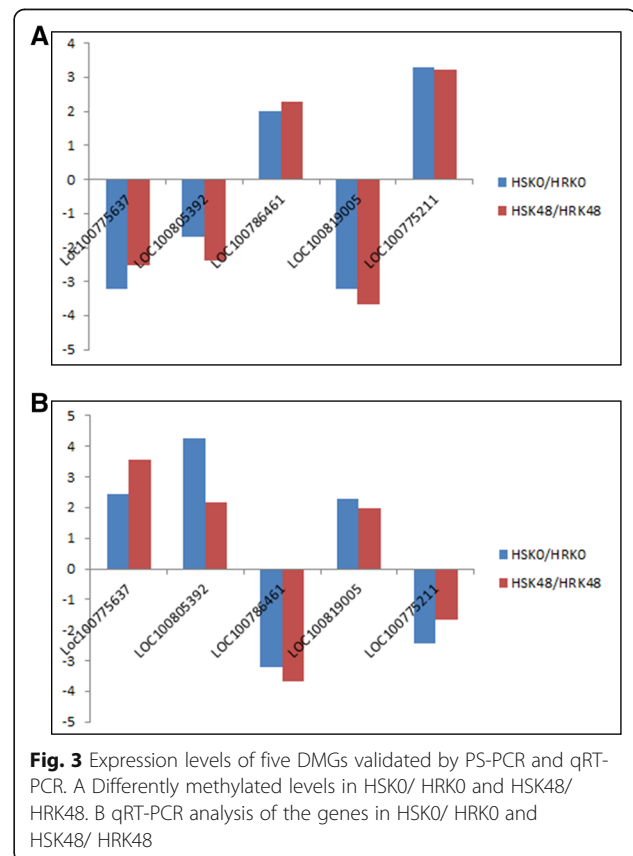 A
4
3
2
1
0
-1
-2
-3
-4
-5
LOC100775637
LOC100805392
LOC100786461
LOC100819005
LOC100775211
HSK0/HRK0
HSK48/HRK48
B
5
4
3
2
1
0
-1
-2
-3
-4
-5
LOC100775637
LOC100805392
LOC100786461
LOC100819005
LOC100775211
HSK0/HRK0
HSK48/HRK48
Fig. 3 Expression levels of five DMGs validated by PS-PCR and qRT-
PCR. A Differently methylated levels in HSK0/ HRK0 and HSK48/
HRK48. B qRT-PCR analysis of the genes in HSK0/ HRK0 and
HSK48/ HRK48